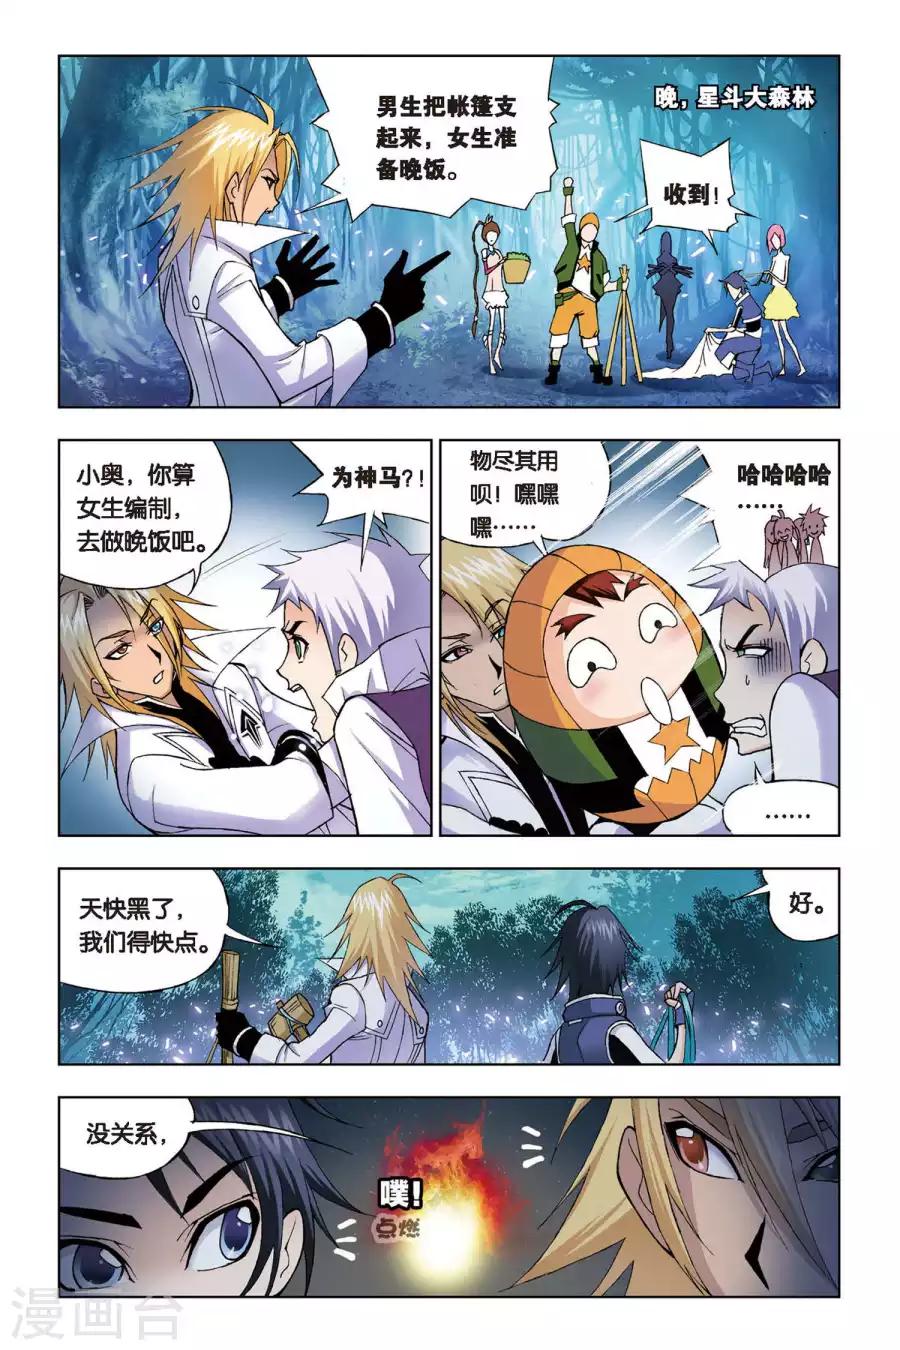 晚，星斗大森林
男生把帐篷支
起来，女生准
备晚饭。
收到！
小奥，你算
女生编制，
去做晚饭吧。
为神马？！
物尽其用
呗！嘿嘿
嘿……
哈哈哈哈
……
……
天快黑了，
我们得快点。
好。
没关系，
噗！
点燃
漫画台